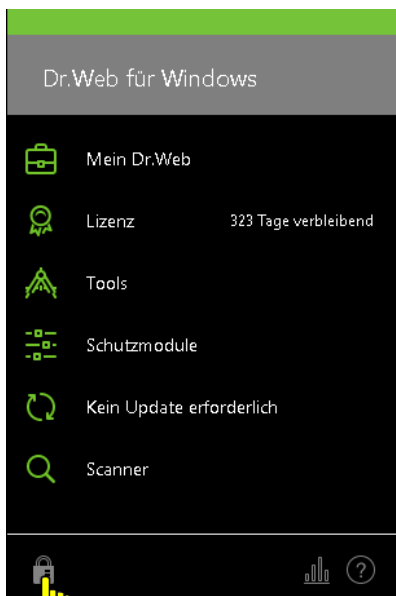 Dr.Web für Windows
Mein Dr.Web
Lizenz 323 Tage verbleibend
Tools
Schutzmodule
Kein Update erforderlich
Scanner
?